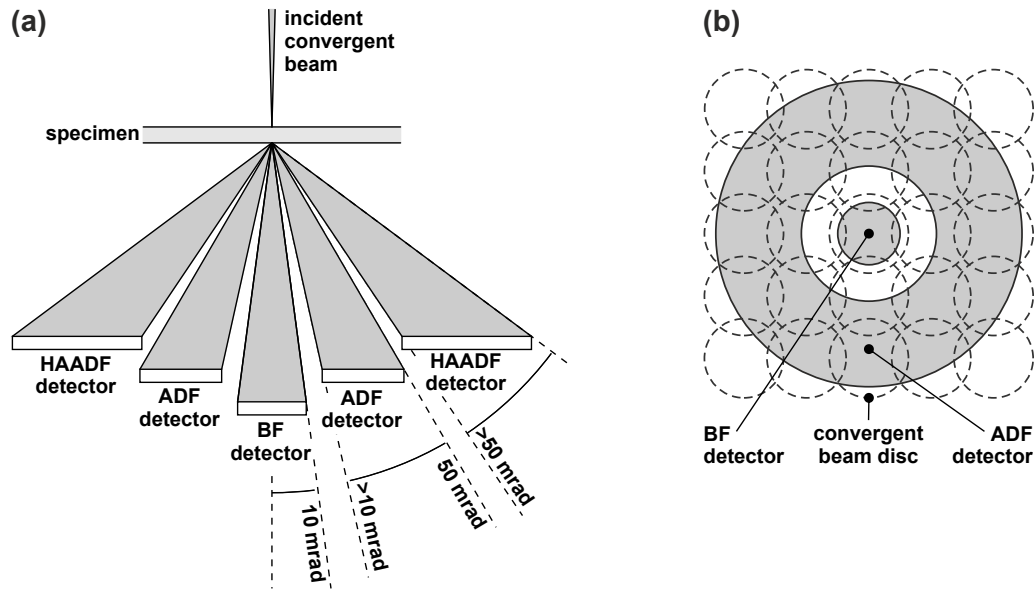 (a)
incident
convergent
beam
specimen
HAADF
detector
ADF
detector
BF
detector
ADF
detector
HAADF
detector
10 mrad
>10 mrad
50 mrad
>50 mrad
(b)
BF
detector
convergent
beam disc
ADF
detector